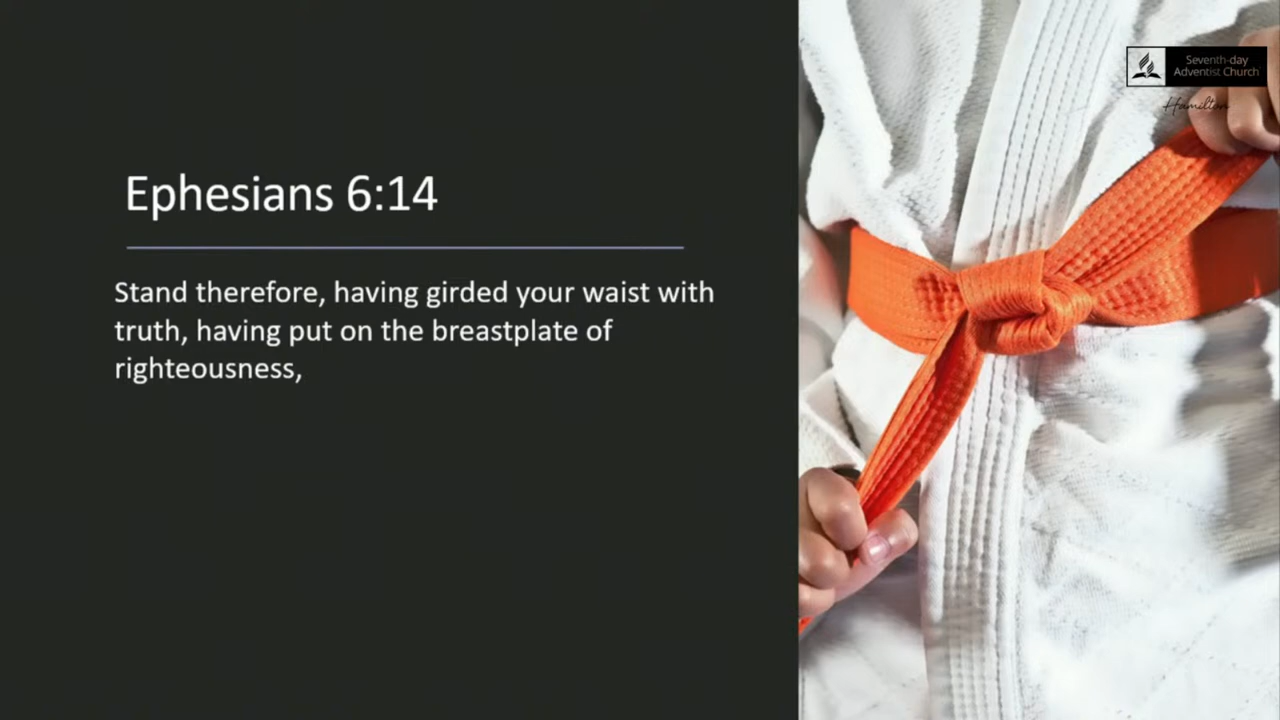 Ephesians 6:14
Stand therefore, having girded your waist with
truth, having put on the breastplate of
righteousness,
Seventh-day
Adventist Church
Hamilton